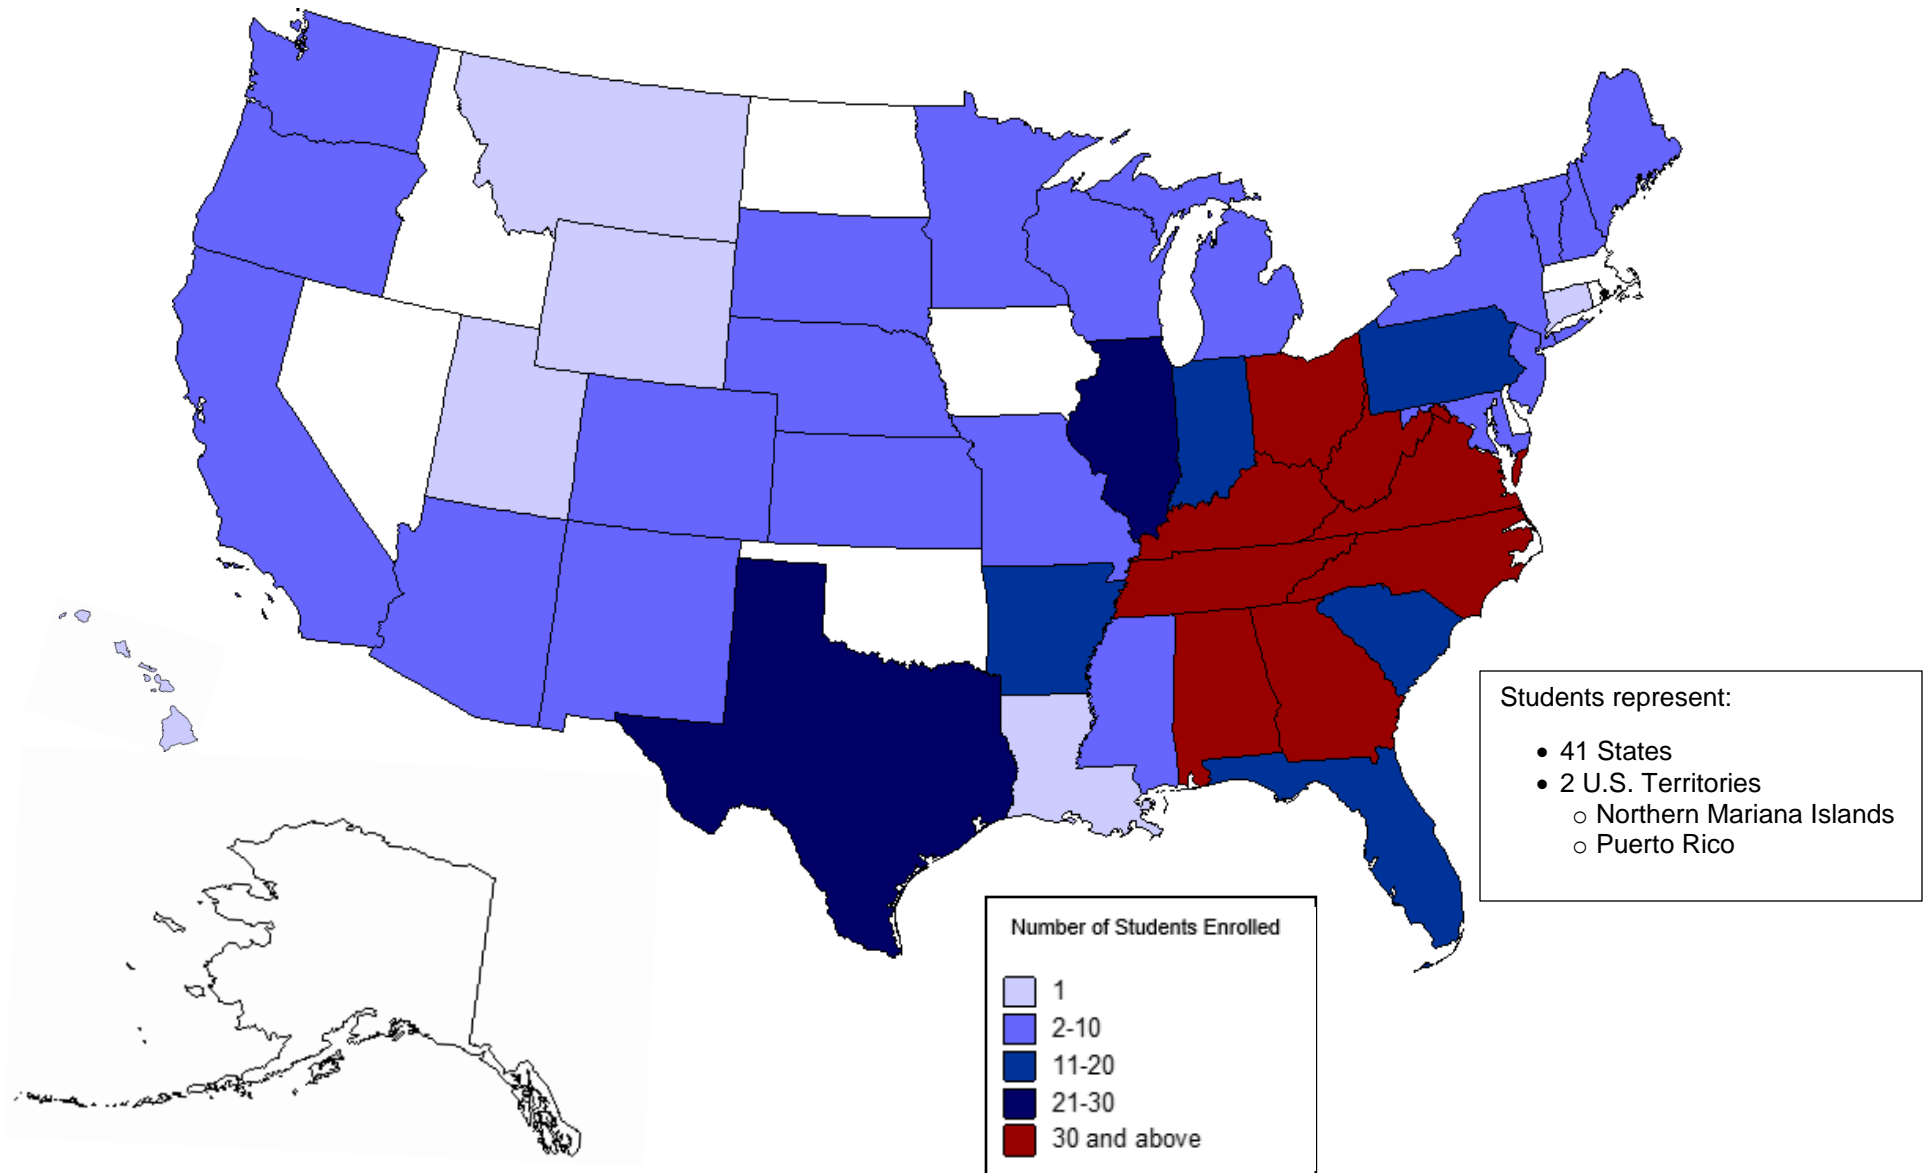 Students represent:
• 41 States
• 2 U.S. Territories
○ Northern Mariana Islands
○ Puerto Rico
Number of Students Enrolled
1
2-10
11-20
21-30
30 and above